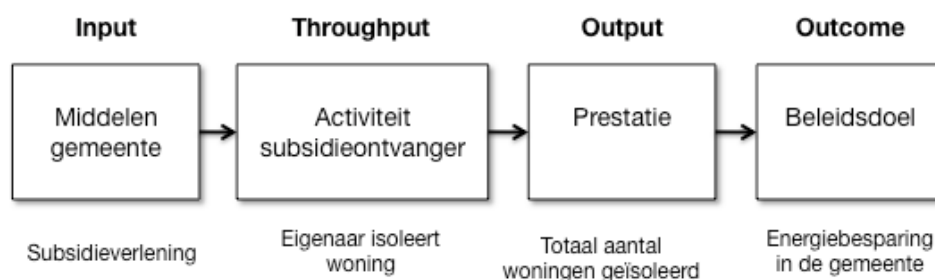 Input Throughput Output Outcome
Middelen gemeente
Activiteit subsidieontvanger
Prestatie
Beleidsdoel
Subsidieverlening
Eigenaar isoleert woning
Totaal aantal woningen geïsoleerd
Energiebesparing in de gemeente